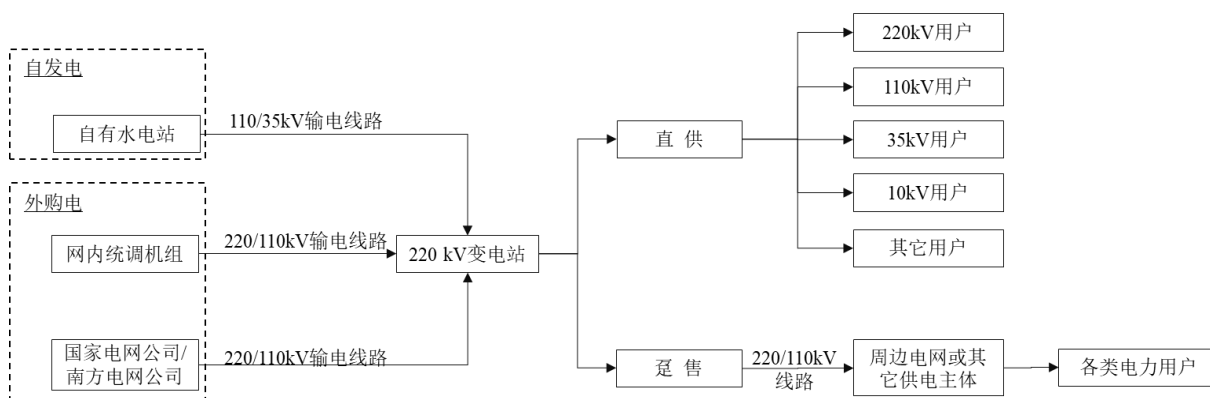 自发电
自有水电站
110/35kV输电线路
外购电
网内统调机组
220/110kV输电线路
国家电网公司/
南方电网公司
220/110kV输电线路
220 kV变电站
直 供
220kV用户
110kV用户
35kV用户
10kV用户
其它用户
趸 售
220/110kV
线路
周边电网或其
它供电主体
各类电力用户